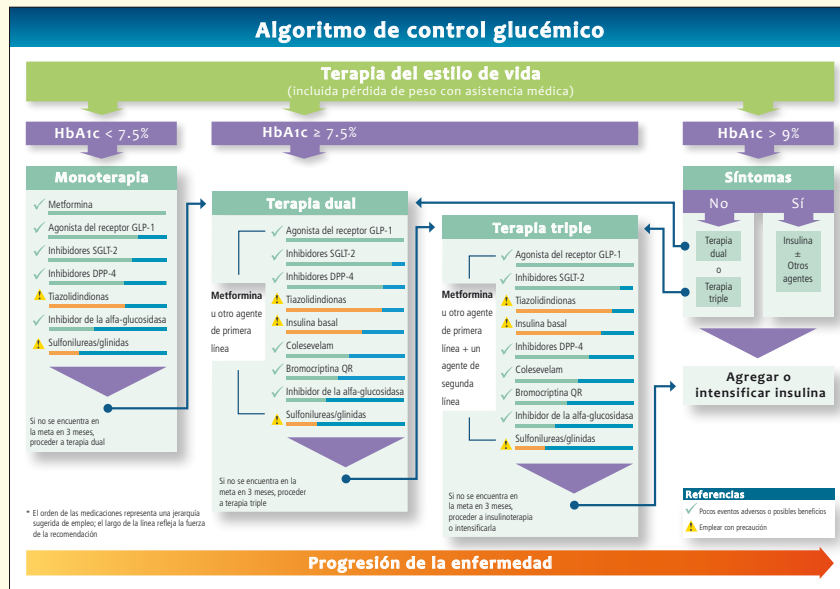 Algoritmo de control glucémico
Terapia del estilo de vida
(incluida pérdida de peso con asistencia médica)
HbA1c < 7.5%
HbA1c ≥ 7.5%
HbA1c > 9%
Monoterapia
Metformina
Agonista del receptor GLP-1
Inhibidores SGLT-2
Inhibidores DPP-4
Tiazolidindionas
Inhibidor de la alfa-glucosidasa
Sulfonilureas/glinidas
Si no se encuentra en
la meta en 3 meses,
proceder a terapia dual
Terapia dual
Metformina
u otro agente
de primera
línea
Agonista del receptor GLP-1
Inhibidores SGLT-2
Inhibidores DPP-4
Tiazolidindionas
Insulina basal
Colesevelam
Bromocriptina QR
Inhibidor de la alfa-glucosidasa
Sulfonilureas/glinidas
Si no se encuentra en la
meta en 3 meses, proceder
a terapia triple
Terapia triple
Metformina
u otro agente
de primera
línea + un
agente de
segunda
línea
Agonista del receptor GLP-1
Inhibidores SGLT-2
Tiazolidindionas
Insulina basal
Inhibidores DPP-4
Colesevelam
Bromocriptina QR
Inhibidor de la alfa-glucosidasa
Sulfonilureas/glinidas
Si no se encuentra en
la meta en 3 meses,
proceder a insulinoterapia
o intensificarla
Síntomas
No
Sí
Terapia
dual
o
Terapia
triple
Insulina
±
Otros
agentes
Agregar o
intensificar insulina
Referencias
Pocos eventos adversos o posibles beneficios
Emplear con precaución
* El orden de las medicaciones representa una jerarquía
sugerida de empleo; el largo de la línea refleja la fuerza
de la recomendación
Progresión de la enfermedad